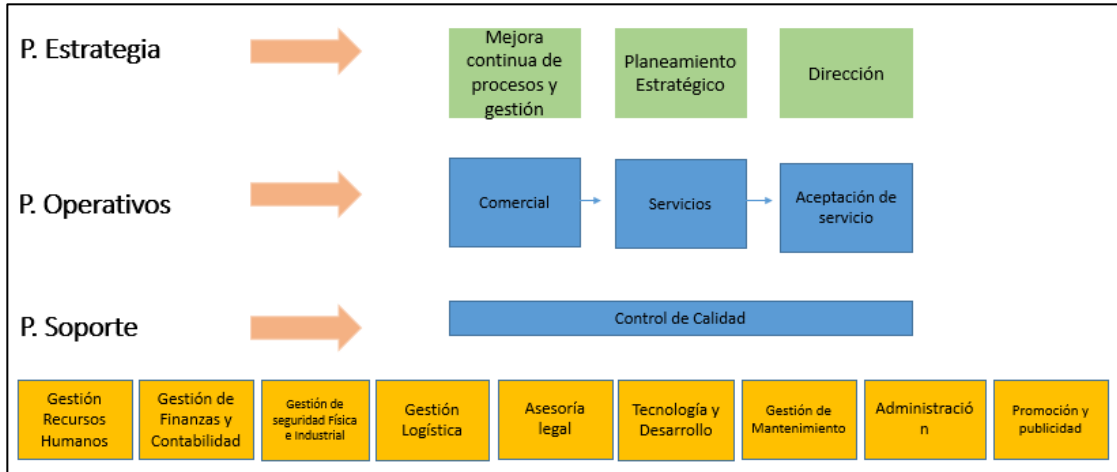 P. Estrategia
Mejora
continua de
procesos y
gestión
Planeamiento
Estratégico
Dirección
P. Operativos
Comercial
Servicios
Aceptación de
servicio
P. Soporte
Control de Calidad
Gestión
Recursos
Humanos
Gestión de
Finanzas y
Contabilidad
Gestión de
seguridad Física
e Industrial
Gestión
Logística
Asesoría
legal
Tecnología y
Desarrollo
Gestión de
Mantenimiento
Administració
n
Promoción y
publicidad